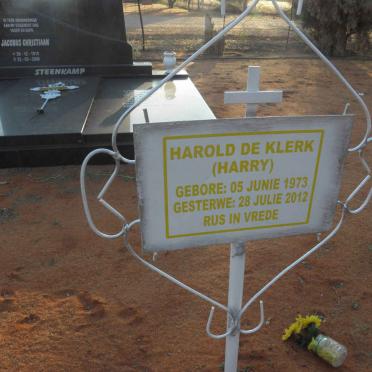 JACOBUS CHRISTIAAN
STEENKAMP
HAROLD DE KLERK
(HARRY)
GEBORE: 05 JUNIE 1973
GESTERWE: 28 JULIE 2012
RUS IN VREDE